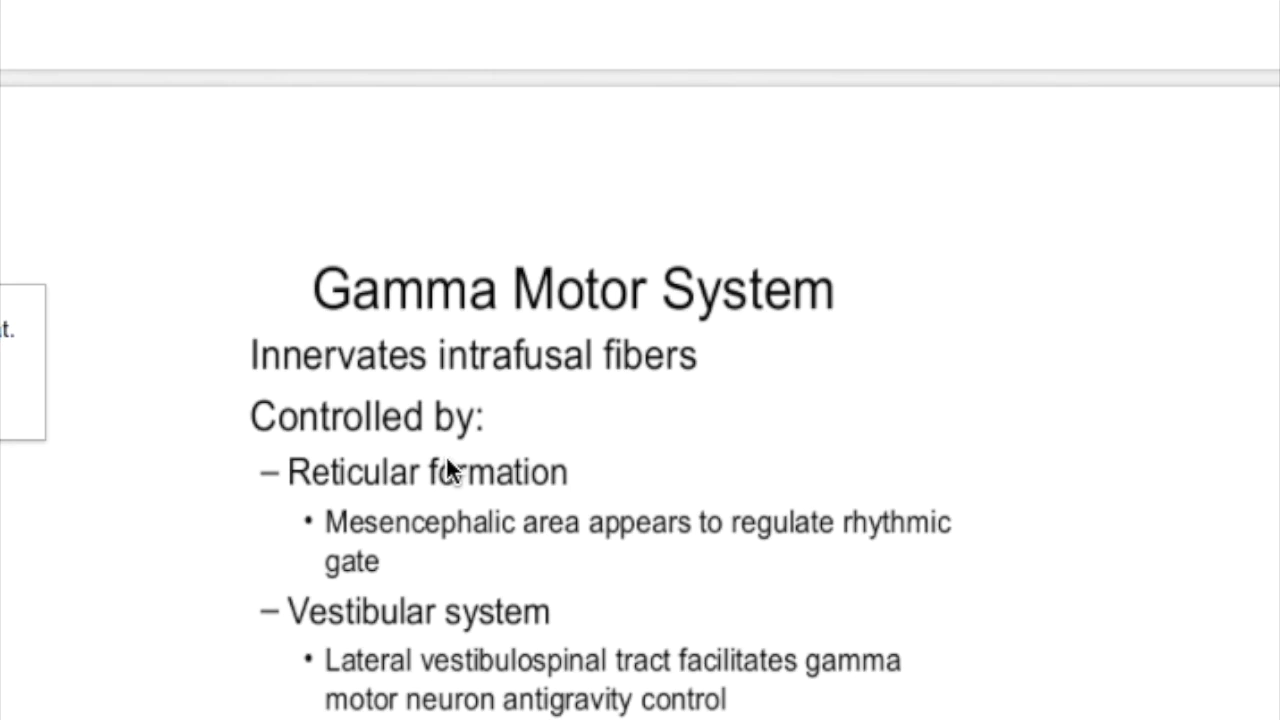 Gamma Motor System
t.
Innervates intrafusal fibers
Controlled by:
– Reticular formation
• Mesencephalic area appears to regulate rhythmic
gate
– Vestibular system
• Lateral vestibulospinal tract facilitates gamma
motor neuron antigravity control